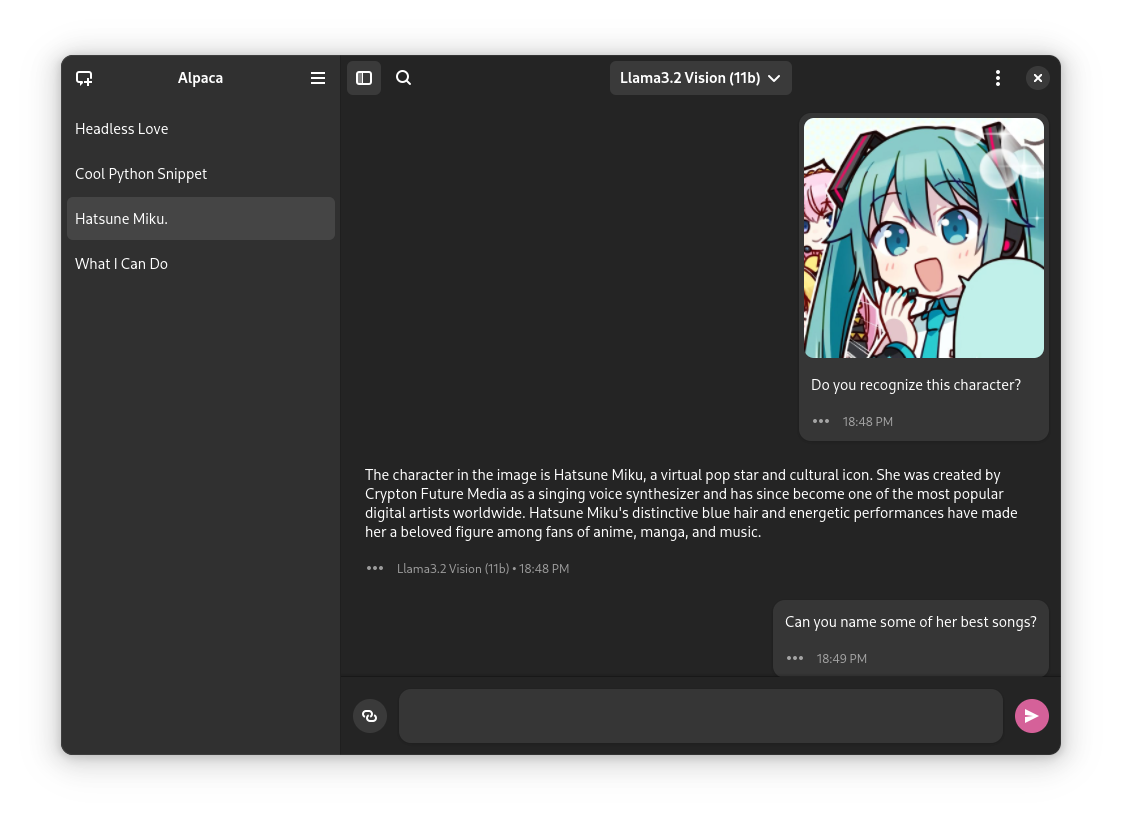 Alpaca
Headless Love
Cool Python Snippet
Hatsune Miku.
What I Can Do
Llama3.2 Vision (11b)
Do you recognize this character?
18:48 PM
The character in the image is Hatsune Miku, a virtual pop star and cultural icon. She was created by
Crypton Future Media as a singing voice synthesizer and has since become one of the most popular
digital artists worldwide. Hatsune Miku's distinctive blue hair and energetic performances have made
her a beloved figure among fans of anime, manga, and music.
Llama3.2 Vision (11b) • 18:48 PM
Can you name some of her best songs?
18:49 PM